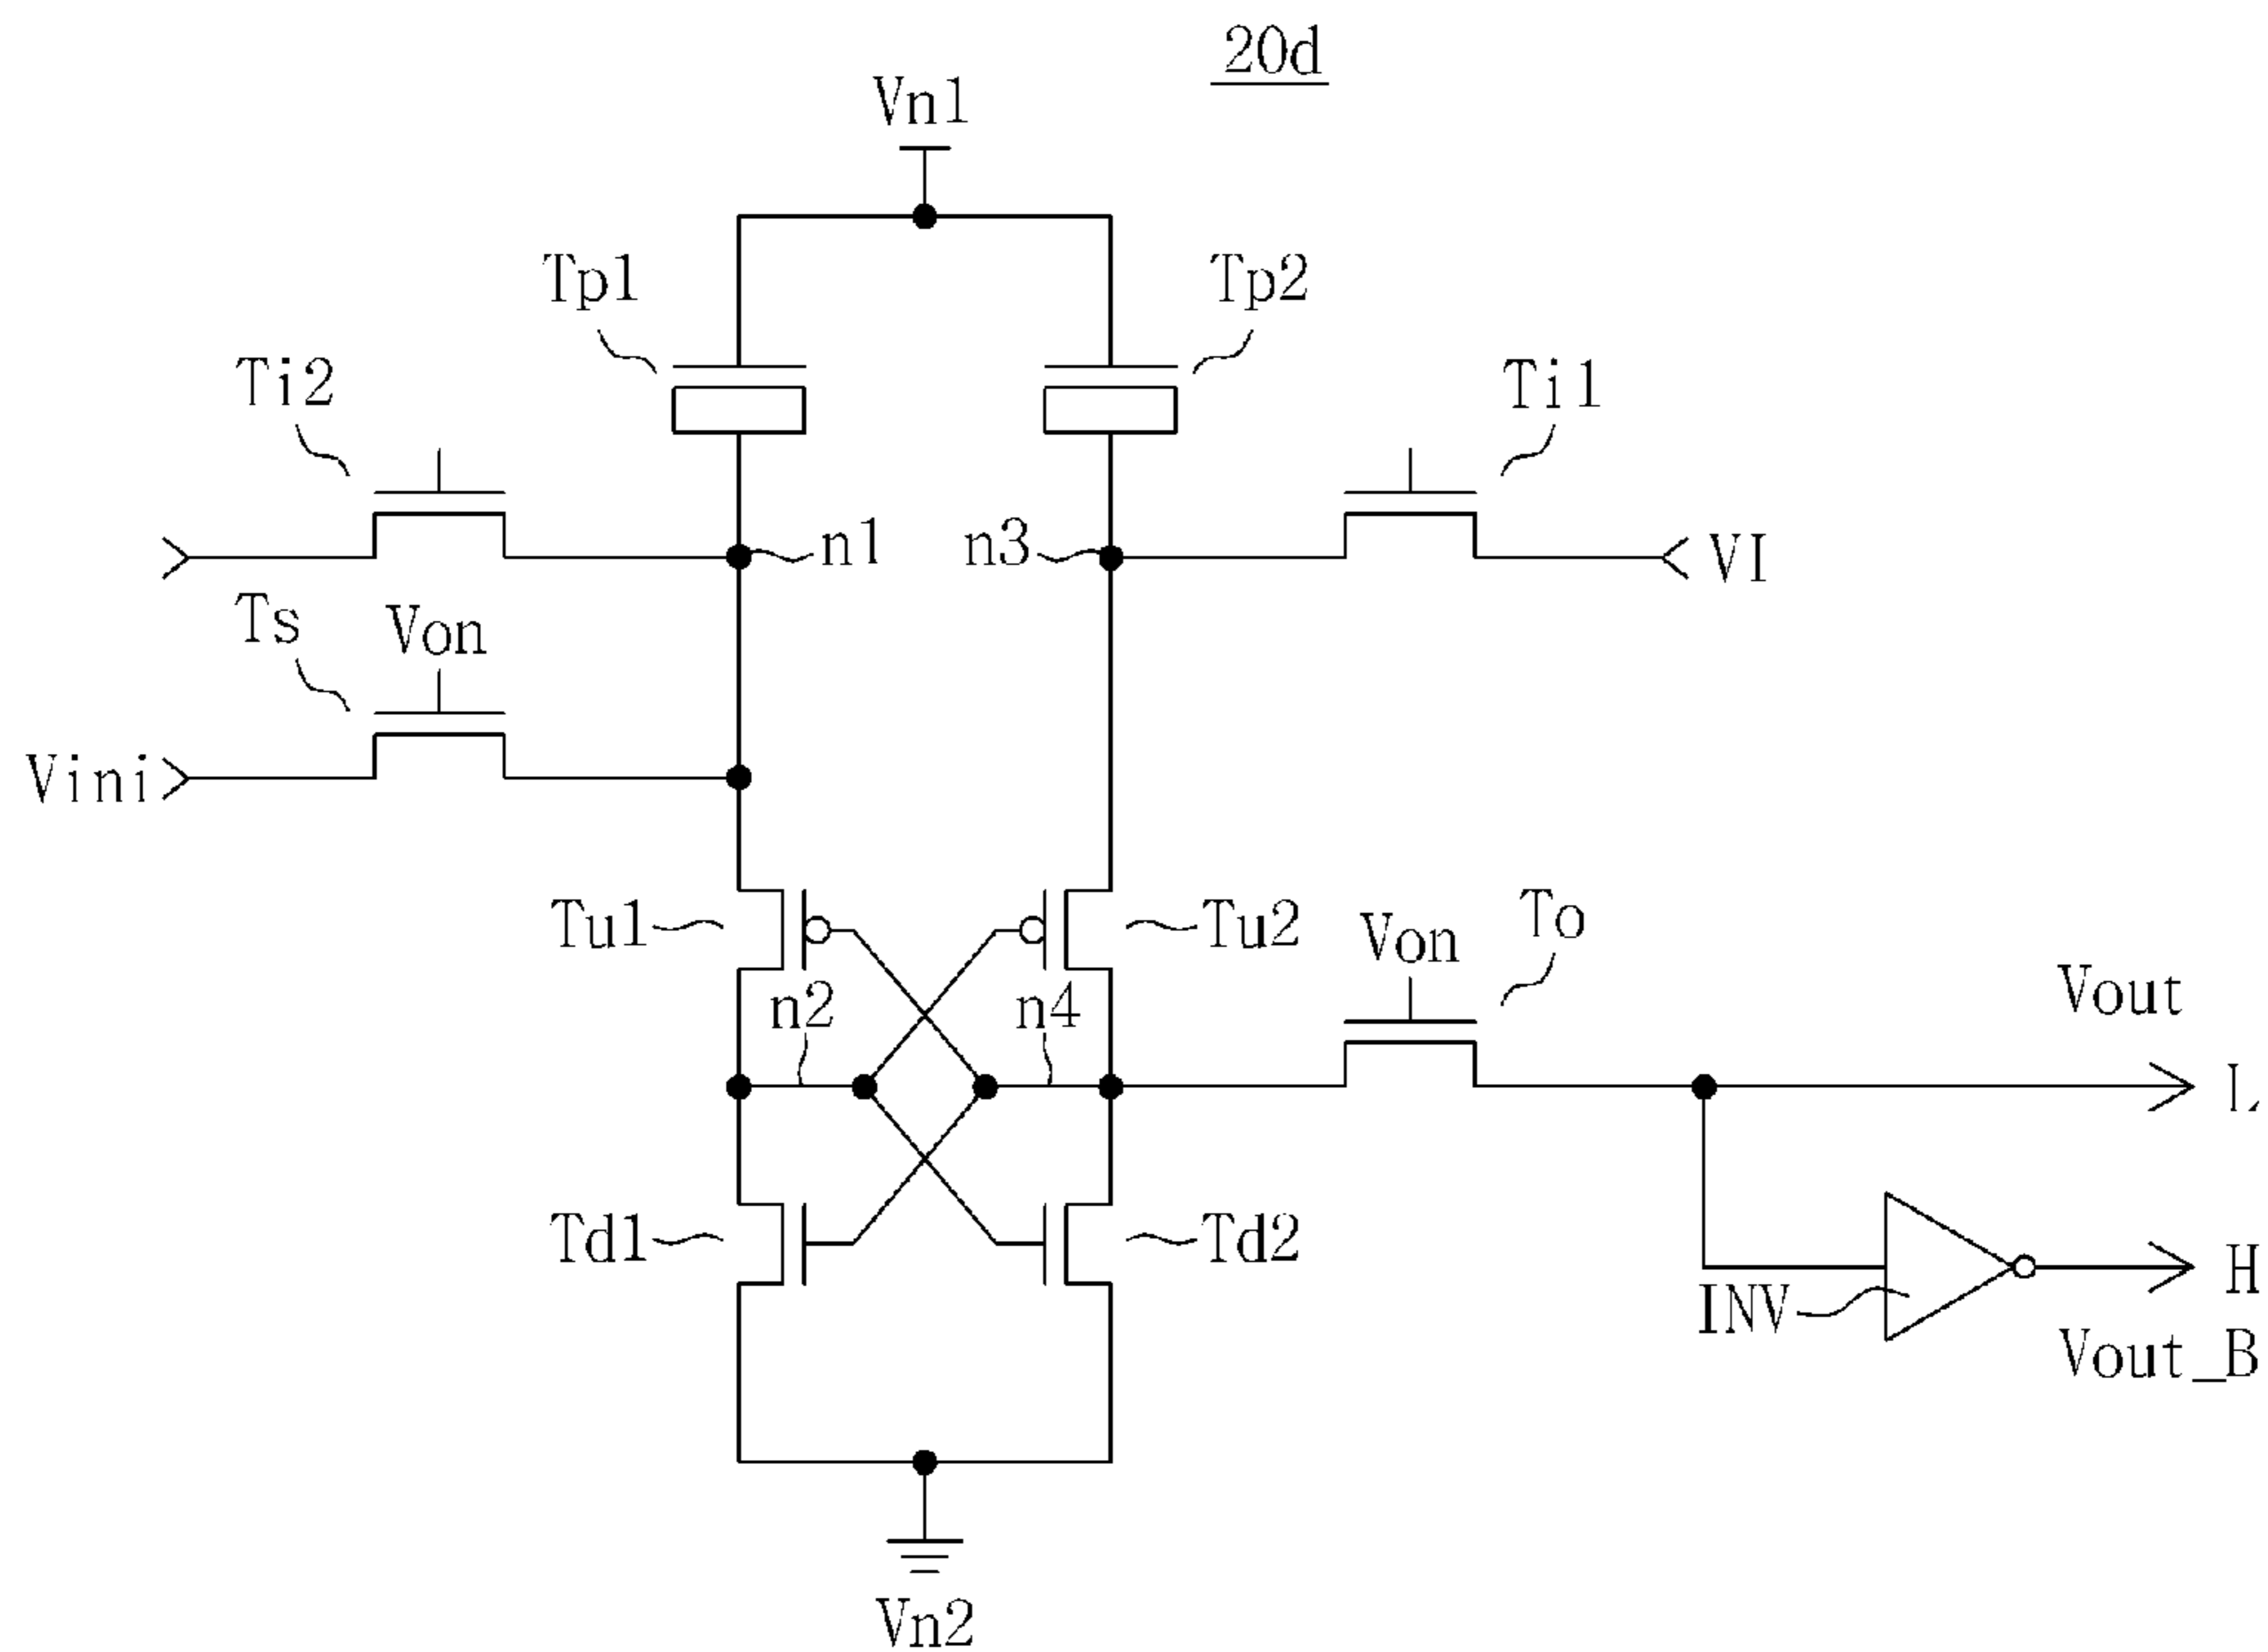 20d
Vn1
Tp1
Tp2
Ti2
Ti1
n1
n3
VI
Ts
Von
Vini
Tu1
Tu2
Von
To
n2
n4
Vout
L
Td1
Td2
INV
H
Vout_B
Vn2